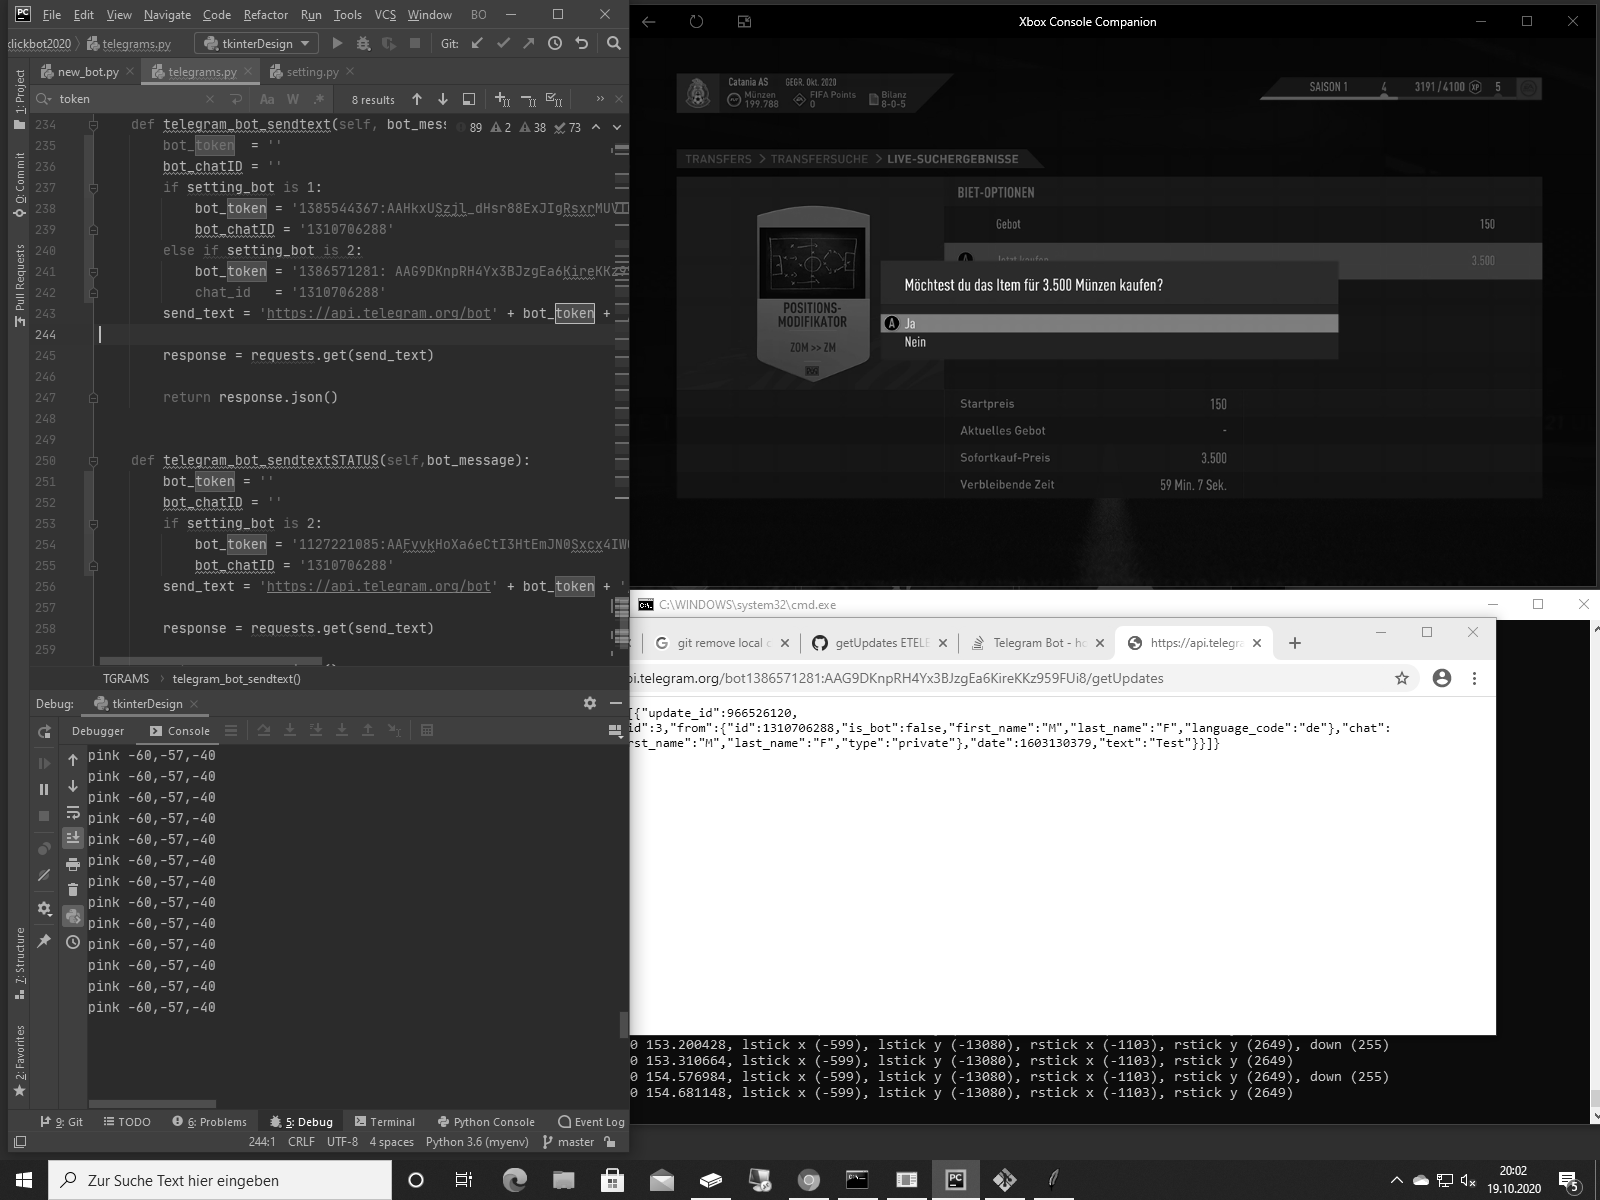 File Edit View Navigate Code Refactor Run Tools VCS Window BO
klickbot2020 telegrams.py tkinterDesign Git:
new_bot.py telegrams.py setting.py
token Aa W .* 8 results
234 def telegram_bot_sendtext(self, bot_mess 89 2 38 73
235 bot_token = ''
236 bot_chatID = ''
237 if setting_bot is 1:
238 bot_token = '1385544367:AAHkxUSzjl_dHsr88ExJIgRsxrMUVI
239 bot_chatID = '1310706288'
240 else if setting_bot is 2:
241 bot_token = '1386571281: AAG9DKnpRH4Yx3BJzgEa6KireKKz9
242 chat_id = '1310706288'
243 send_text = 'https://api.telegram.org/bot' + bot_token +
244
245 response = requests.get(send_text)
246
247 return response.json()
248
249
250 def telegram_bot_sendtextSTATUS(self,bot_message):
251 bot_token = ''
252 bot_chatID = ''
253 if setting_bot is 2:
254 bot_token = '1127221085:AAFvvkHoXa6eCtI3HtEmJN0Sxcx4IW
255 bot_chatID = '1310706288'
256 send_text = 'https://api.telegram.org/bot' + bot_token + '
257
258 response = requests.get(send_text)
259
TGRAMS telegram_bot_sendtext()
Debug: tkinterDesign
Debugger Console
pink -60,-57,-40
pink -60,-57,-40
pink -60,-57,-40
pink -60,-57,-40
pink -60,-57,-40
pink -60,-57,-40
pink -60,-57,-40
pink -60,-57,-40
pink -60,-57,-40
pink -60,-57,-40
pink -60,-57,-40
pink -60,-57,-40
pink -60,-57,-40
1: Project
0: Commit
Pull Requests
7: Structure
2: Favorites
9: Git TODO 6: Problems 5: Debug Terminal Python Console Event Log
244:1 CRLF UTF-8 4 spaces Python 3.6 (myenv) master
Xbox Console Companion
Catania AS GEGR. Okt. 2020
Münzen 199.788 FIFA Points 0 Bilanz 8-0-5
SAISON 1 4 3191 / 4100 XP 5
TRANSFERS TRANSFERSUCHE LIVE-SUCHERGEBNISSE
BIET-OPTIONEN
Gebot 150
A Jetzt kaufen 3.500
POSITIONS-
MODIFIKATOR
ZOM >> ZM
Möchtest du das Item für 3.500 Münzen kaufen?
A Ja
Nein
Startpreis 150
Aktuelles Gebot -
Sofortkauf-Preis 3.500
Verbleibende Zeit 59 Min. 7 Sek.
C:\WINDOWS\system32\cmd.exe
git remove local c getUpdates ETELE Telegram Bot - ho https://api.telegra
pi.telegram.org/bot1386571281:AAG9DKnpRH4Yx3BJzgEa6KireKKz959FUi8/getUpdates
[{"update_id":966526120,
id":3,"from":{"id":1310706288,"is_bot":false,"first_name":"M","last_name":"F","language_code":"de"},"chat":
rst_name":"M","last_name":"F","type":"private"},"date":1603130379,"text":"Test"}}]}
0 153.200428, lstick x (-599), lstick y (-13080), rstick x (-1103), rstick y (2649), down (255)
0 153.310664, lstick x (-599), lstick y (-13080), rstick x (-1103), rstick y (2649)
0 154.576984, lstick x (-599), lstick y (-13080), rstick x (-1103), rstick y (2649), down (255)
0 154.681148, lstick x (-599), lstick y (-13080), rstick x (-1103), rstick y (2649)
Zur Suche Text hier eingeben
20:02
19.10.2020
5